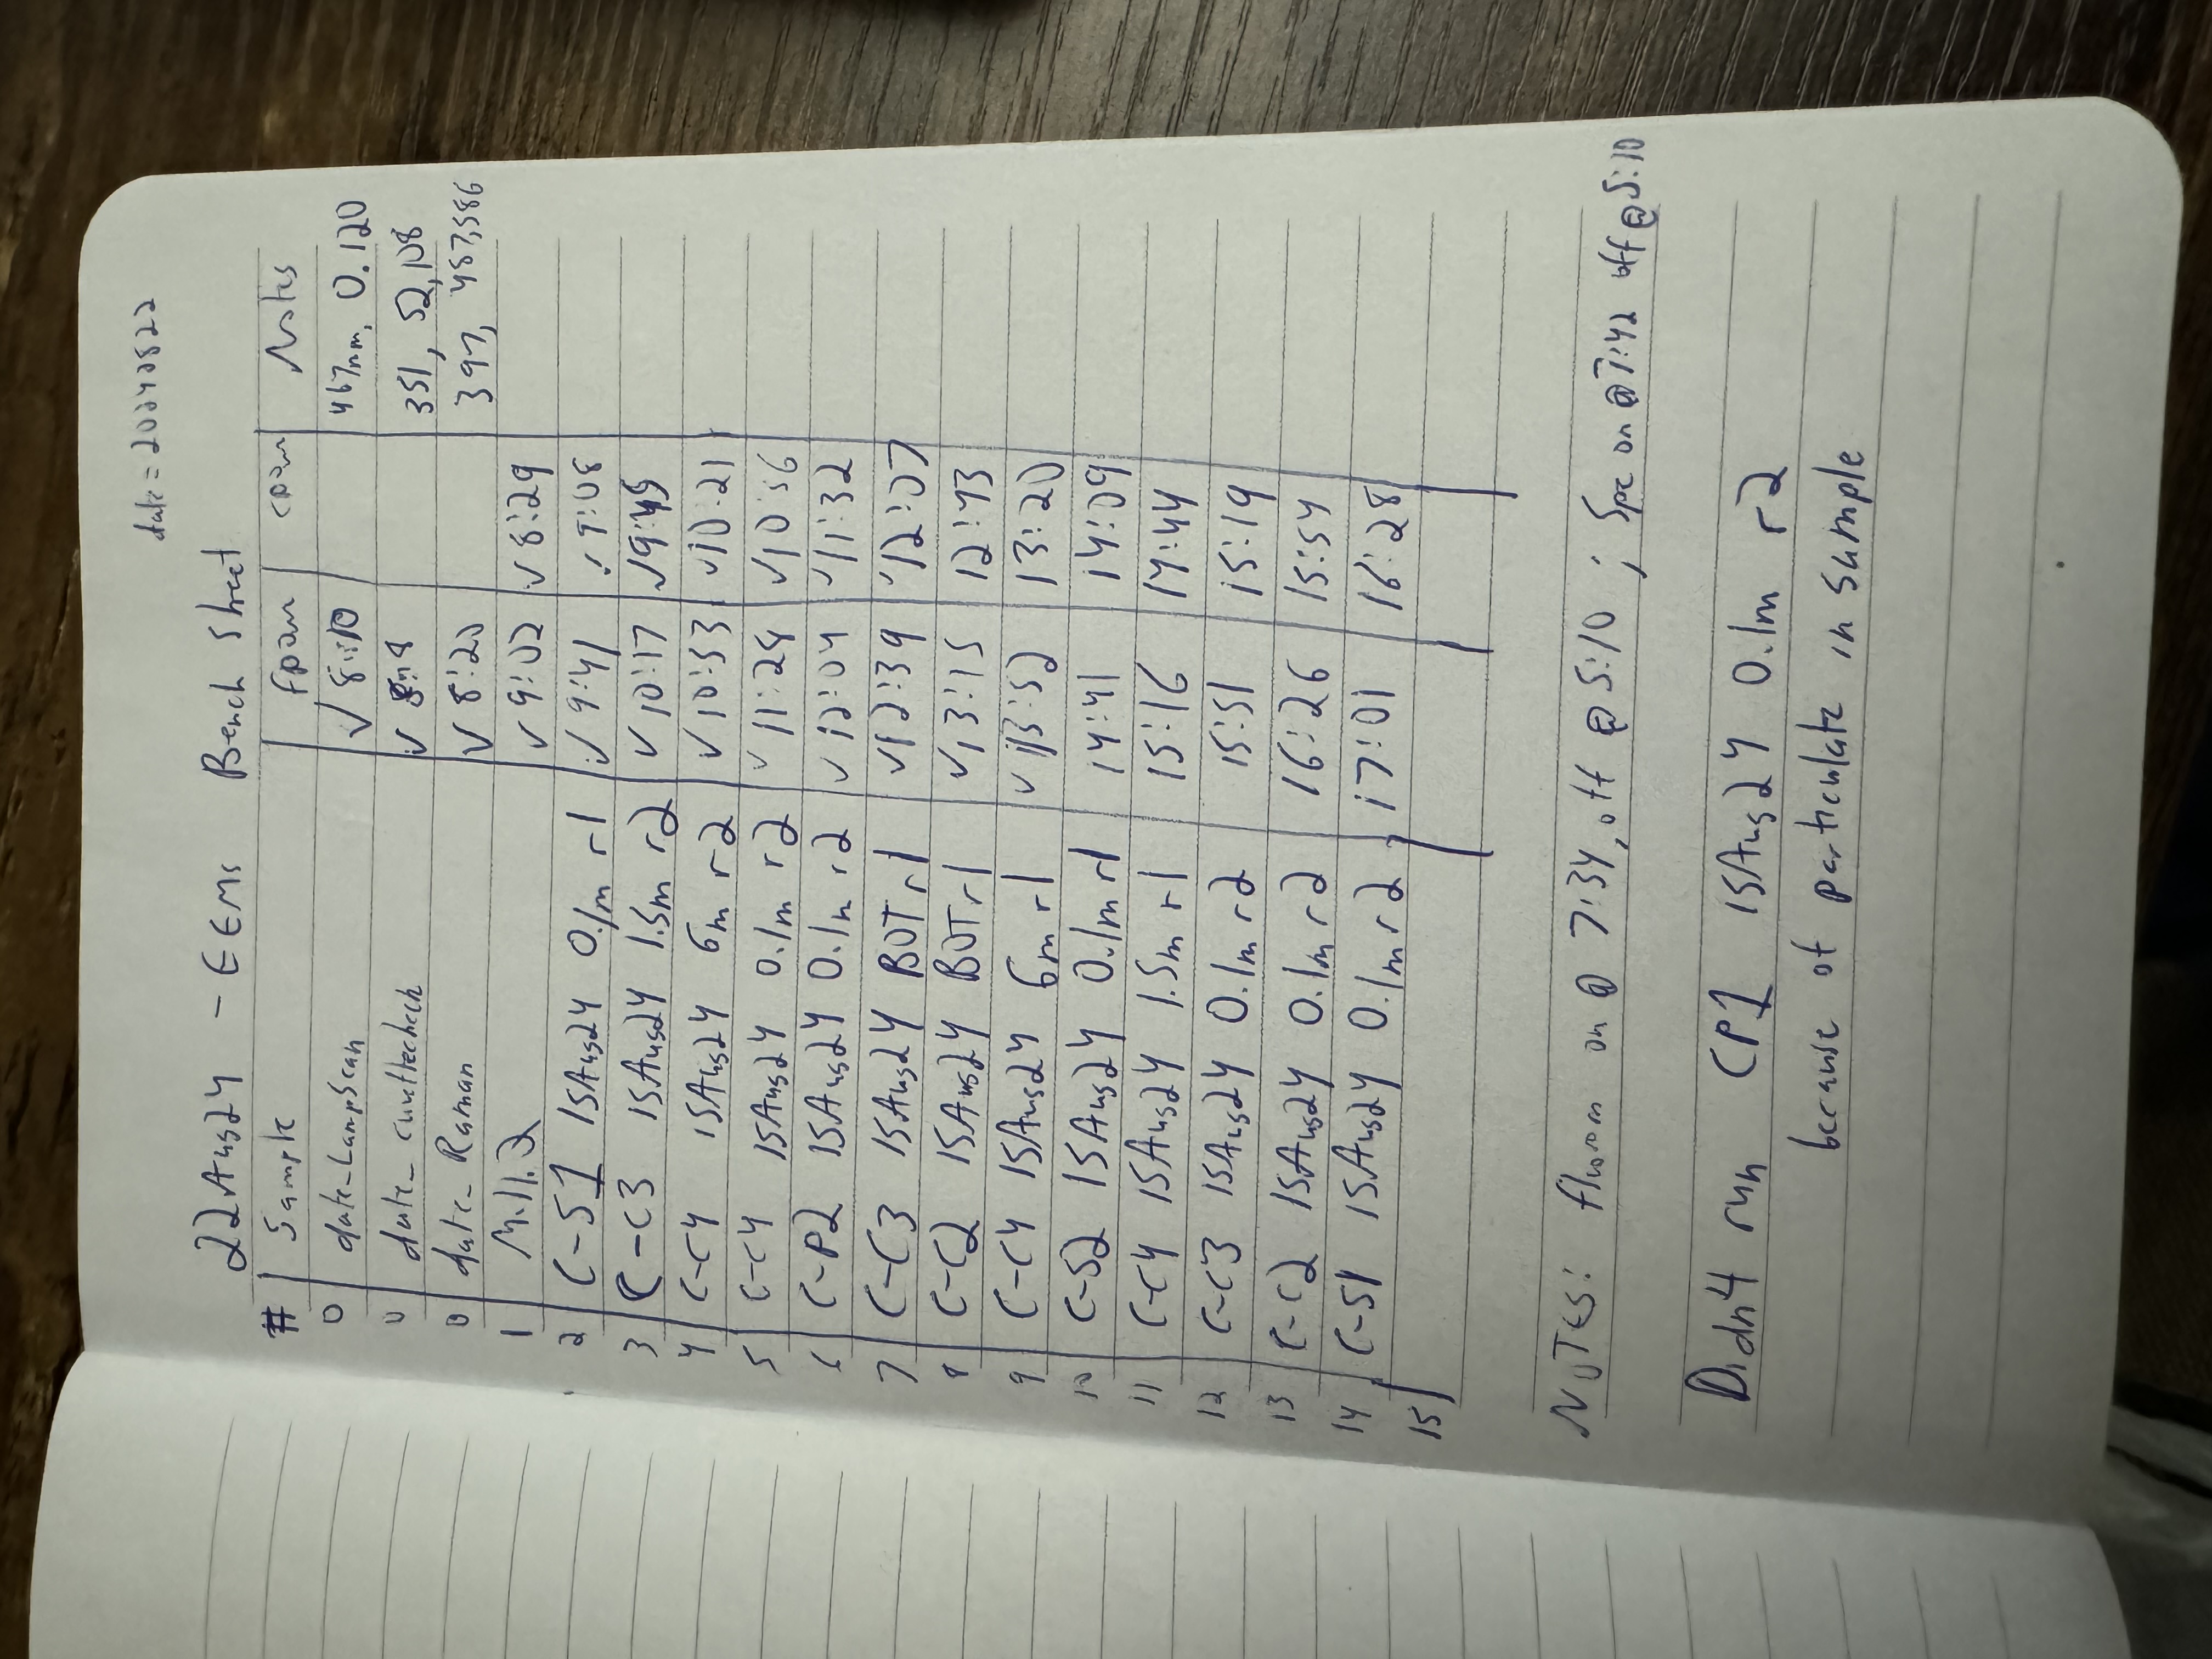 date = 20240822
22Aug24 - EEMs Bench Sheet
# Sample Fdom cdom Notes
0 date_LampScan ✓ 8:10 467nm, 0.120
0 date_cuvettecheck ✓ 351, 52,108
0 date_Raman ✓ 8:20 397, 487,586
1 Milli Q ✓ 9:02 ✓ 8:29
2 C-S1 15Aug24 0.1m r1 ✓ 9:41 ✓ 9:08
3 C-C3 15Aug24 1.5m r2 ✓ 10:17 ✓ 9:45
4 C-C4 15Aug24 6m r2 ✓ 10:53 ✓ 10:21
5 C-C4 15Aug24 0.1m r2 ✓ 11:28 ✓ 10:56
6 C-P2 15Aug24 0.1m r2 ✓ 12:04 ✓ 11:32
7 C-C3 15Aug24 BOT r1 ✓ 12:39 ✓ 12:07
8 C-C2 15Aug24 BOT r1 ✓ 13:15 12:43
9 C-C4 15Aug24 6m r1 ✓ 13:52 13:20
10 C-S2 15Aug24 0.1m r1 14:41 14:09
11 C-C4 15Aug24 1.5m r1 15:16 14:44
12 C-C3 15Aug24 0.1m r2 15:51 15:19
13 C-C2 15Aug24 0.1m r2 16:26 15:54
14 C-S1 15Aug24 0.1m r2 17:01 16:28
15
NOTES: fluorom on @ 7:34, off @ 5:10 ; Spec on @ 7:42 off @ 5:10
Didn't run CP1 15Aug24 0.1m r2
because of particulate in sample